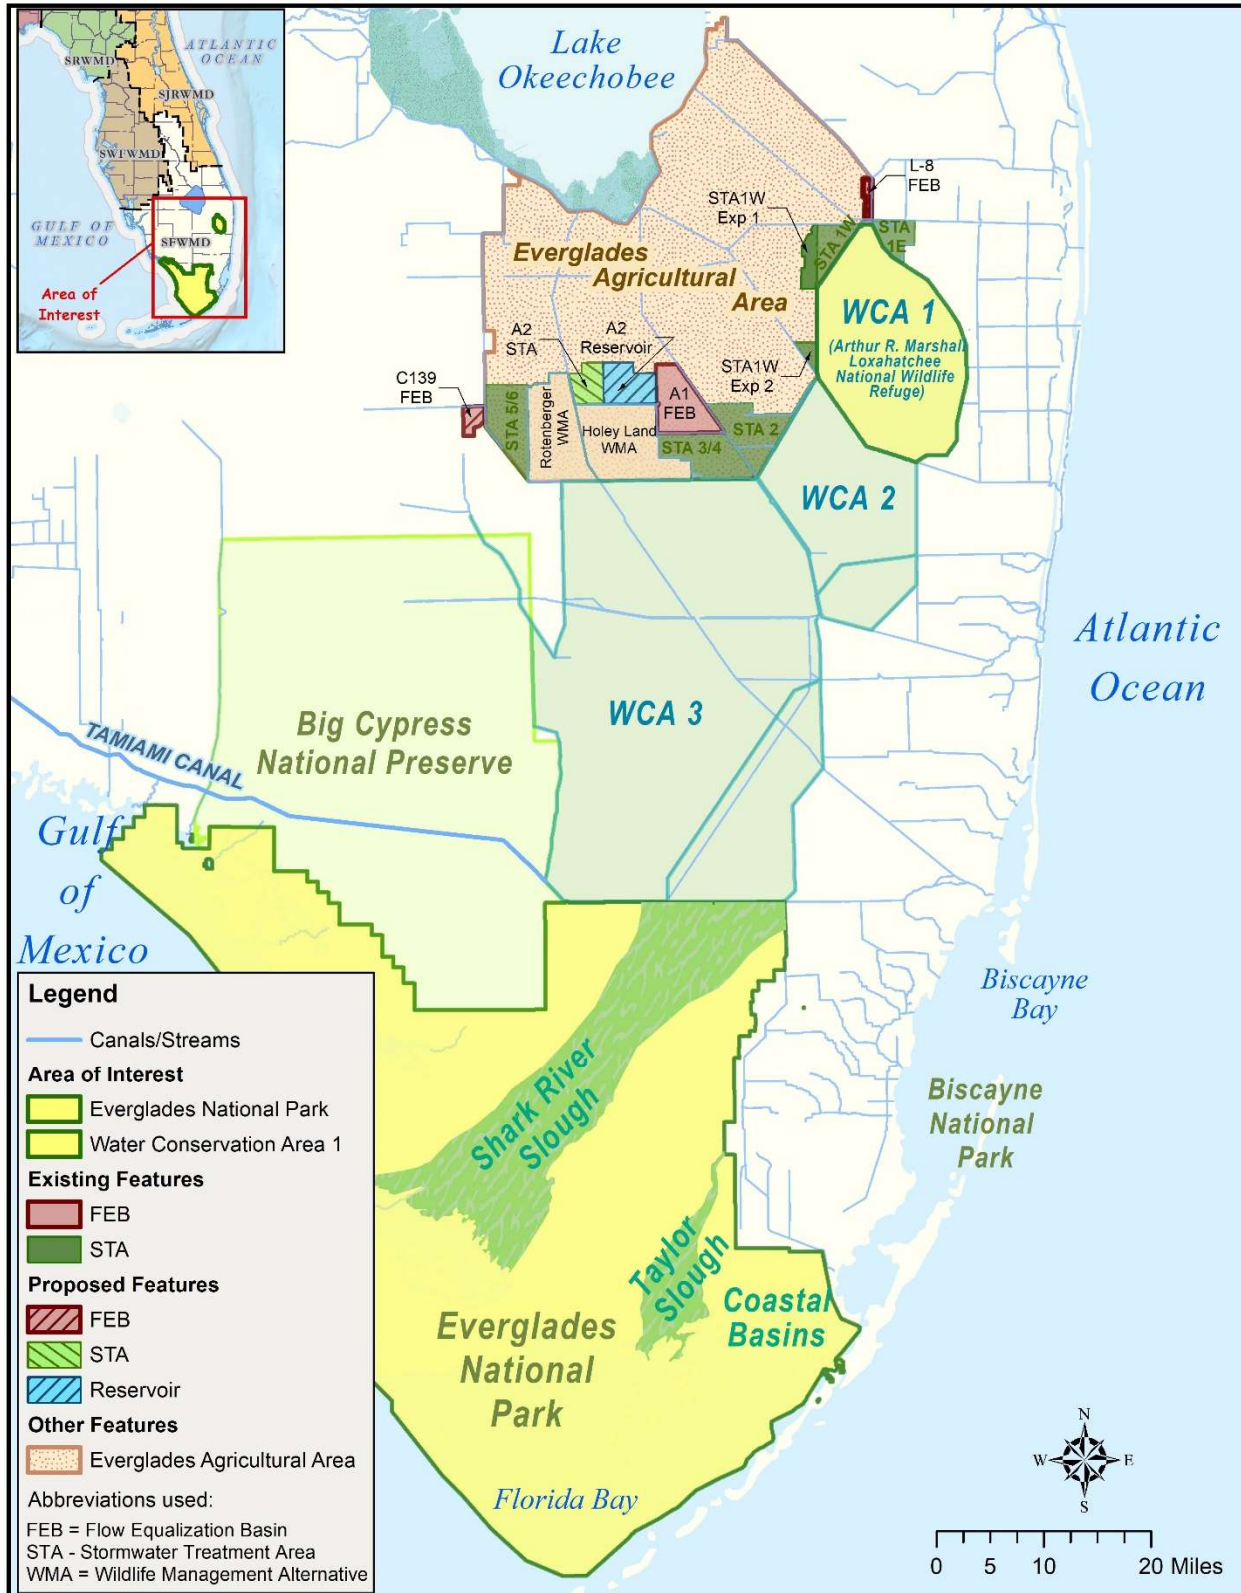 ATLANTIC
OCEAN
SRWMD
SJRWMD
SWFWMD
GULF OF
MEXICO
SFWMD
Area of
Interest
Lake
Okeechobee
L-8
FEB
STA1W
Exp 1
STA 1W
STA
1E
Everglades
Agricultural
Area
WCA 1
(Arthur R. Marshall
Loxahatchee
National Wildlife
Refuge)
A2
STA
A2
Reservoir
STA1W
Exp 2
C139
FEB
A1
FEB
STA 5/6
Rotenberger
WMA
Holey Land
WMA
STA 2
STA 3/4
WCA 2
Atlantic
Ocean
WCA 3
Big Cypress
National Preserve
TAMIAMI CANAL
Gulf
of
Mexico
Biscayne
Bay
Biscayne
National
Park
Shark River
Slough
Taylor
Slough
Coastal
Basins
Everglades
National
Park
Florida Bay
Legend
Canals/Streams
Area of Interest
Everglades National Park
Water Conservation Area 1
Existing Features
FEB
STA
Proposed Features
FEB
STA
Reservoir
Other Features
Everglades Agricultural Area
Abbreviations used:
FEB = Flow Equalization Basin
STA - Stormwater Treatment Area
WMA = Wildlife Management Alternative
N
W
E
S
0 5 10 20 Miles